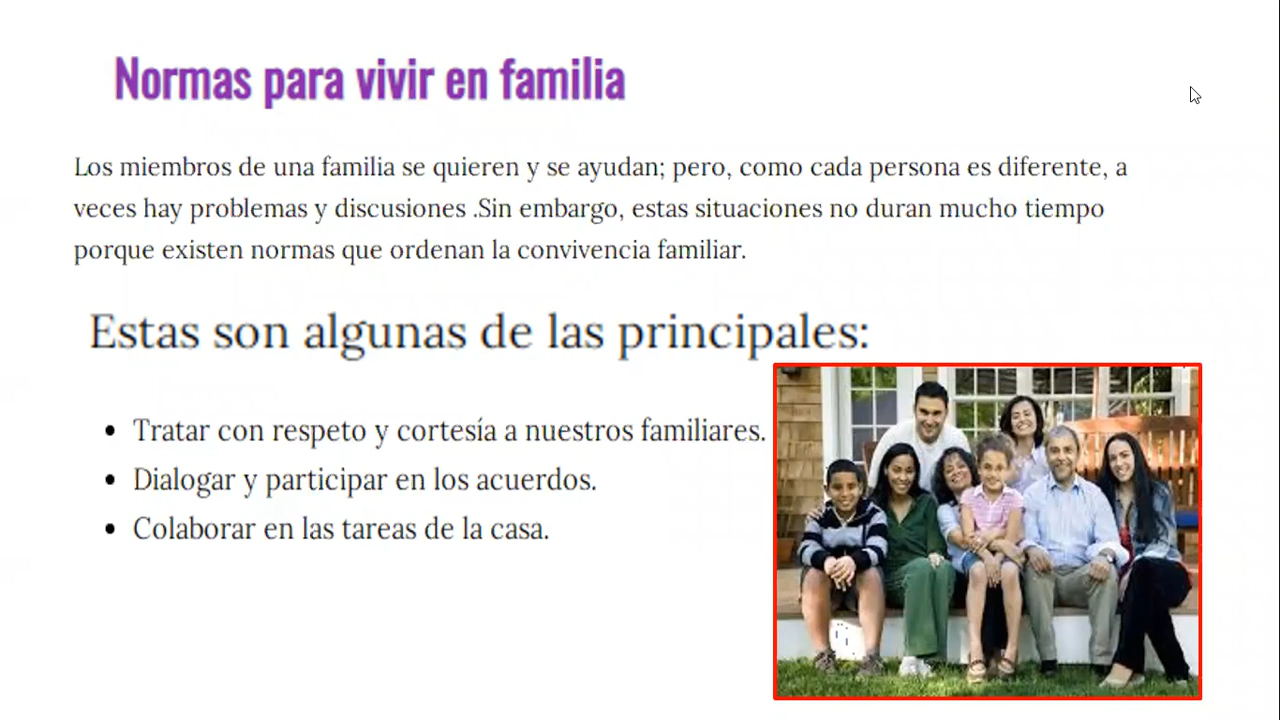 Normas para vivir en familia
Los miembros de una familia se quieren y se ayudan; pero, como cada persona es diferente, a
veces hay problemas y discusiones .Sin embargo, estas situaciones no duran mucho tiempo
porque existen normas que ordenan la convivencia familiar.
Estas son algunas de las principales:
• Tratar con respeto y cortesía a nuestros familiares.
• Dialogar y participar en los acuerdos.
• Colaborar en las tareas de la casa.